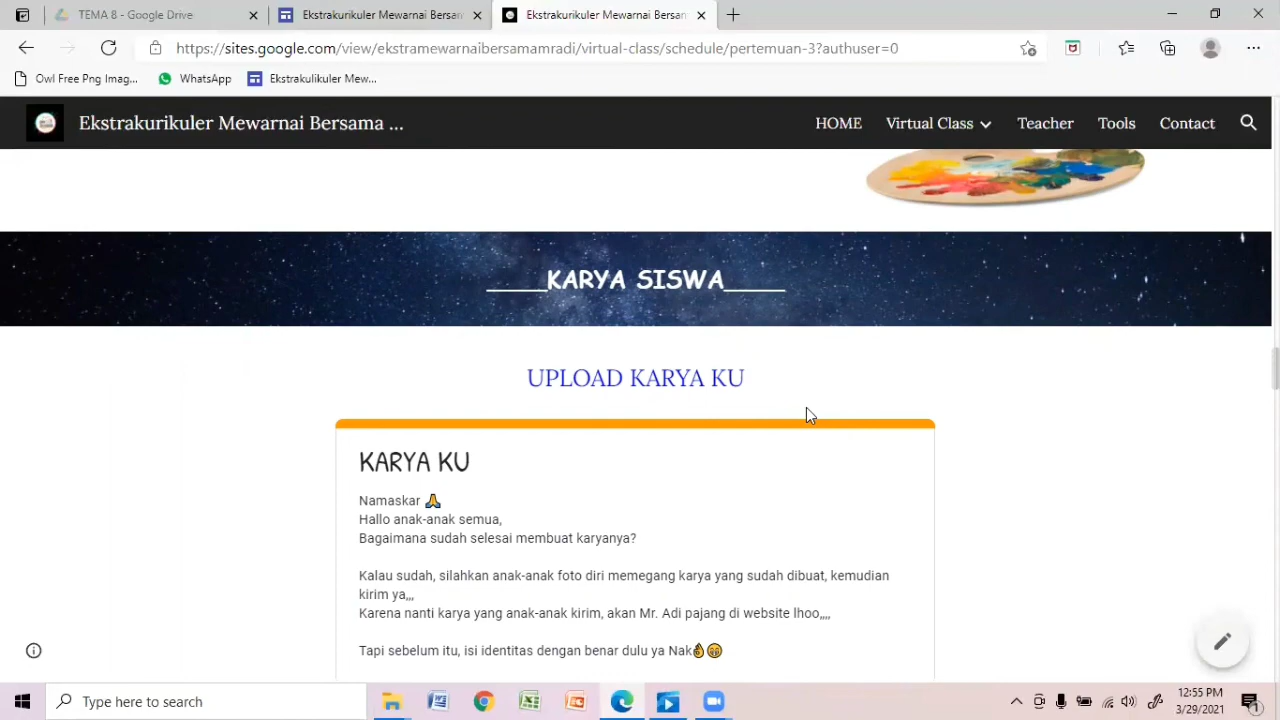 TEMA 8 - Google Drive
Ekstrakurikuler Mewarnai Bersam
Ekstrakurikuler Mewarnai Bersam
https://sites.google.com/view/ekstramewarnaibersamamradi/virtual-class/schedule/pertemuan-3?authuser=0
Owl Free Png Imag...
WhatsApp
Ekstrakulikuler Mew...
Ekstrakurikuler Mewarnai Bersama ...
HOME
Virtual Class
Teacher
Tools
Contact
____KARYA SISWA____
UPLOAD KARYA KU
KARYA KU
Namaskar 🙏
Hallo anak-anak semua,
Bagaimana sudah selesai membuat karyanya?
Kalau sudah, silahkan anak-anak foto diri memegang karya yang sudah dibuat, kemudian
kirim ya,,,
Karena nanti karya yang anak-anak kirim, akan Mr. Adi pajang di website lhoo,,,,
Tapi sebelum itu, isi identitas dengan benar dulu ya Nak👌😁
Type here to search
12:55 PM
3/29/2021